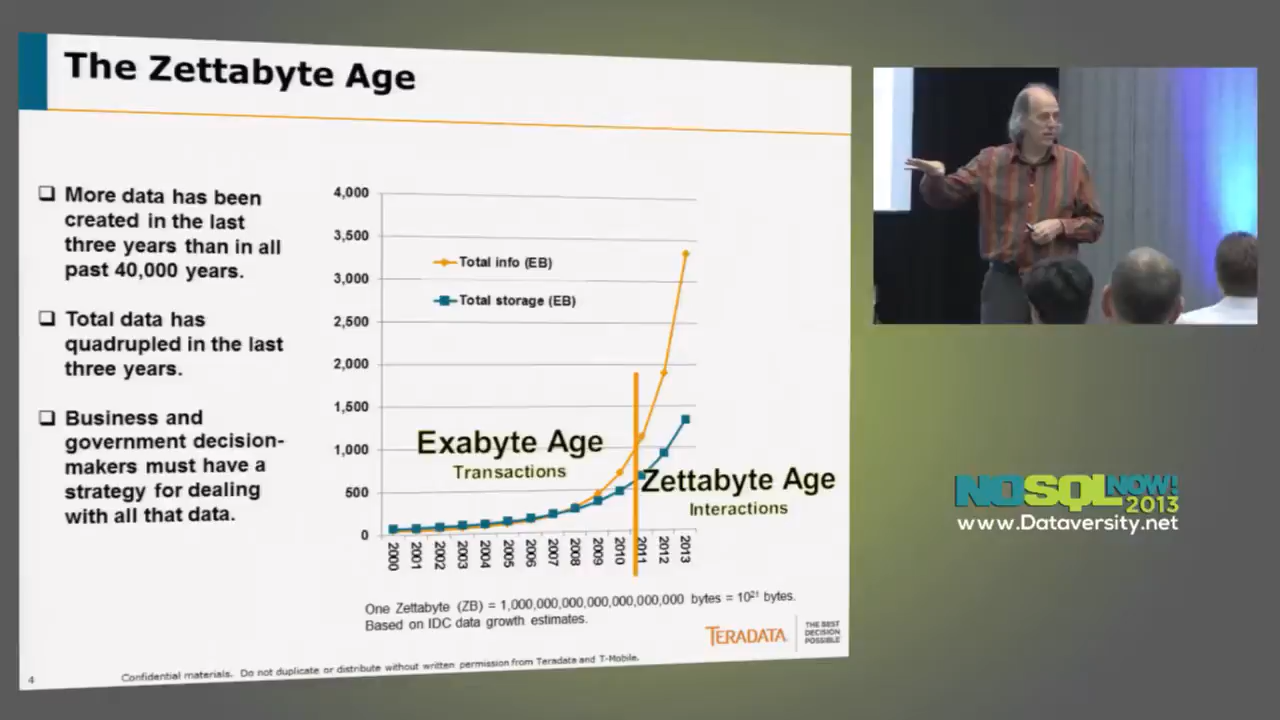 The Zettabyte Age
❑ More data has been
created in the last
three years than in all
past 40,000 years.
❑ Total data has
quadrupled in the last
three years.
❑ Business and
government decision-
makers must have a
strategy for dealing
with all that data.
4,000
3,500
3,000
2,500
2,000
1,500
1,000
500
0
Total info (EB)
Total storage (EB)
Exabyte Age
Transactions
Zettabyte Age
Interactions
2000 2001 2002 2003 2004 2005 2006 2007 2008 2009 2010 2011 2012 2013
One Zettabyte (ZB) = 1,000,000,000,000,000,000,000 bytes = 10²¹ bytes.
Based on IDC data growth estimates.
TERADATA.
THE BEST
DECISION
POSSIBLE
4
Confidential materials. Do not duplicate or distribute without written permission from Teradata and T-Mobile.
NOSQL NOW!
2013
www.Dataversity.net